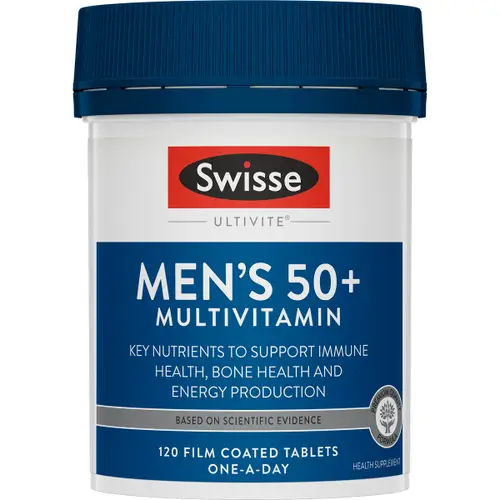 Swisse
ULTIVITE®
MEN'S 50+
MULTIVITAMIN
KEY NUTRIENTS TO SUPPORT IMMUNE
HEALTH, BONE HEALTH AND
ENERGY PRODUCTION
BASED ON SCIENTIFIC EVIDENCE
120 FILM COATED TABLETS
ONE-A-DAY
HEALTH SUPPLEMENT